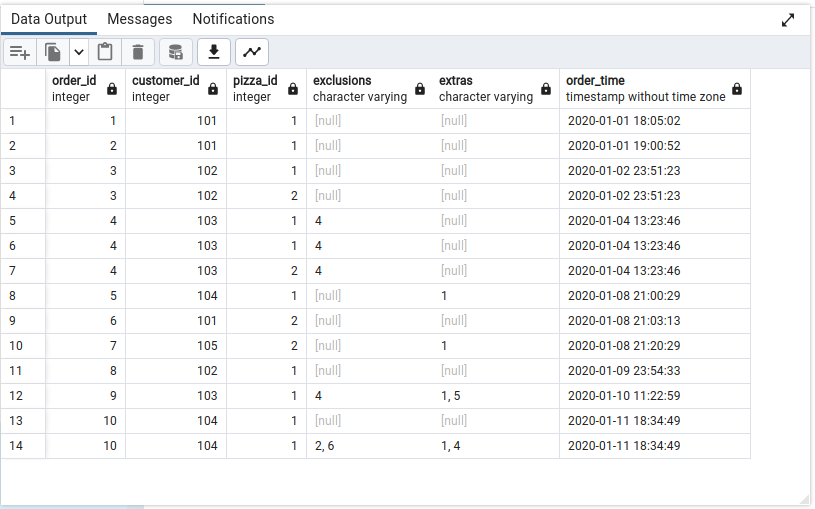 Data Output Messages Notifications
order_id customer_id pizza_id exclusions extras order_time
integer integer integer character varying character varying timestamp without time zone
1 1 101 1 [null] [null] 2020-01-01 18:05:02
2 2 101 1 [null] [null] 2020-01-01 19:00:52
3 3 102 1 [null] [null] 2020-01-02 23:51:23
4 3 102 2 [null] [null] 2020-01-02 23:51:23
5 4 103 1 4 [null] 2020-01-04 13:23:46
6 4 103 1 4 [null] 2020-01-04 13:23:46
7 4 103 2 4 [null] 2020-01-04 13:23:46
8 5 104 1 [null] 1 2020-01-08 21:00:29
9 6 101 2 [null] [null] 2020-01-08 21:03:13
10 7 105 2 [null] 1 2020-01-08 21:20:29
11 8 102 1 [null] [null] 2020-01-09 23:54:33
12 9 103 1 4 1, 5 2020-01-10 11:22:59
13 10 104 1 [null] [null] 2020-01-11 18:34:49
14 10 104 1 2, 6 1, 4 2020-01-11 18:34:49